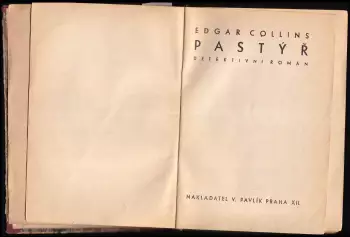 EDGAR COLLINS
PASTÝŘ
DETEKTIVNÍ ROMÁN
NAKLADATEL V. PAVLÍK PRAHA XII.